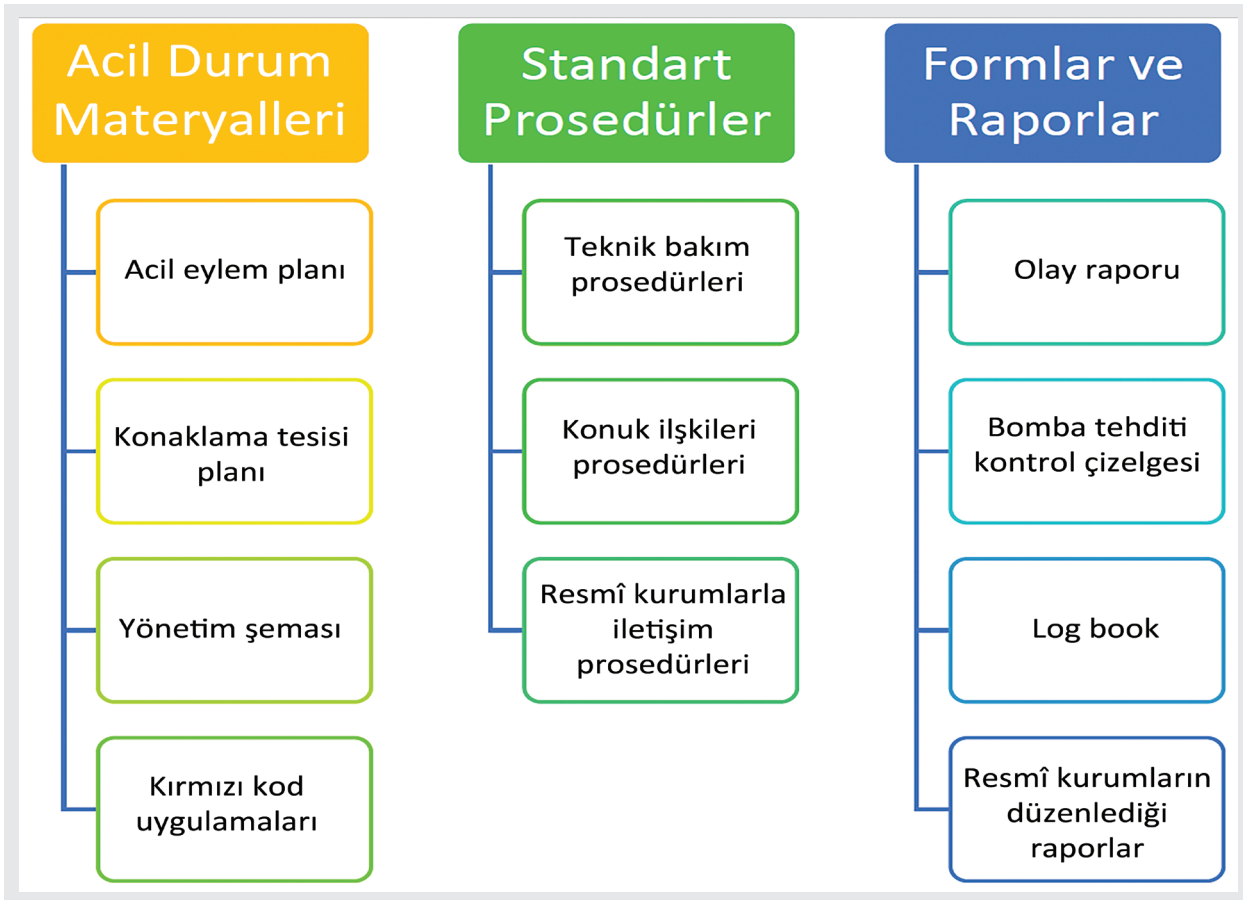 Acil Durum
Materyalleri
Acil eylem planı
Konaklama tesisi
planı
Yönetim şeması
Kırmızı kod
uygulamaları
Standart
Prosedürler
Teknik bakım
prosedürleri
Konuk ilşkileri
prosedürleri
Resmî kurumlarla
iletişim
prosedürleri
Formlar ve
Raporlar
Olay raporu
Bomba tehditi
kontrol çizelgesi
Log book
Resmî kurumların
düzenlediği
raporlar